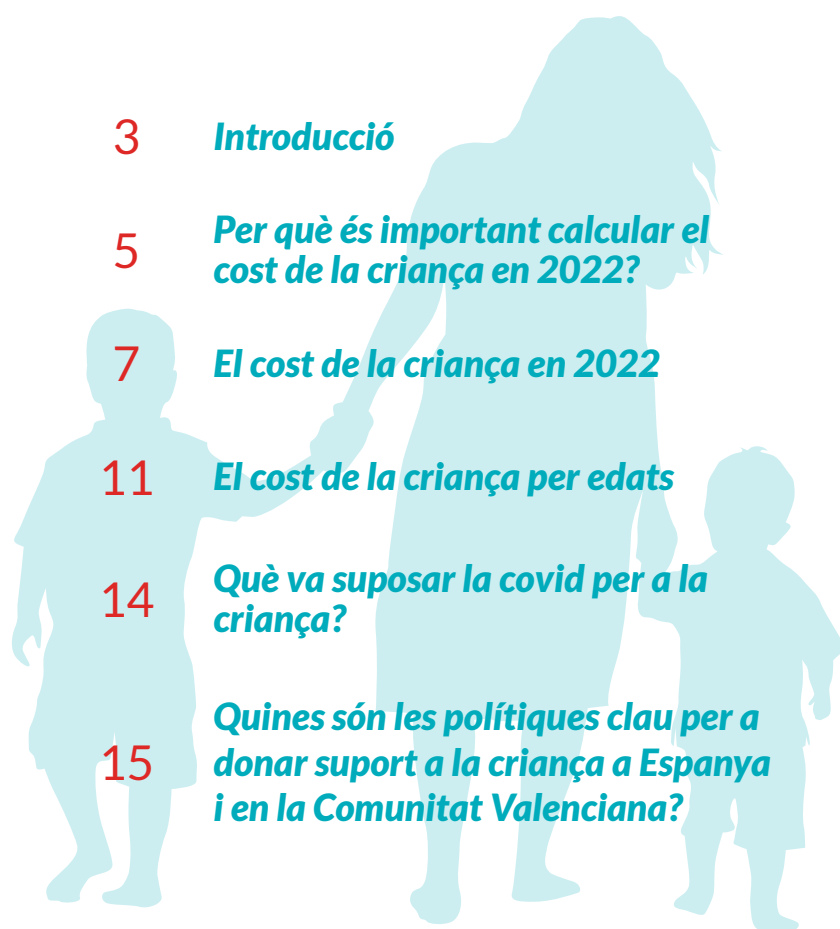 3 Introducció
5 Per què és important calcular el
cost de la criança en 2022?
7 El cost de la criança en 2022
11 El cost de la criança per edats
14 Què va suposar la covid per a la
criança?
15 Quines són les polítiques clau per a
donar suport a la criança a Espanya
i en la Comunitat Valenciana?